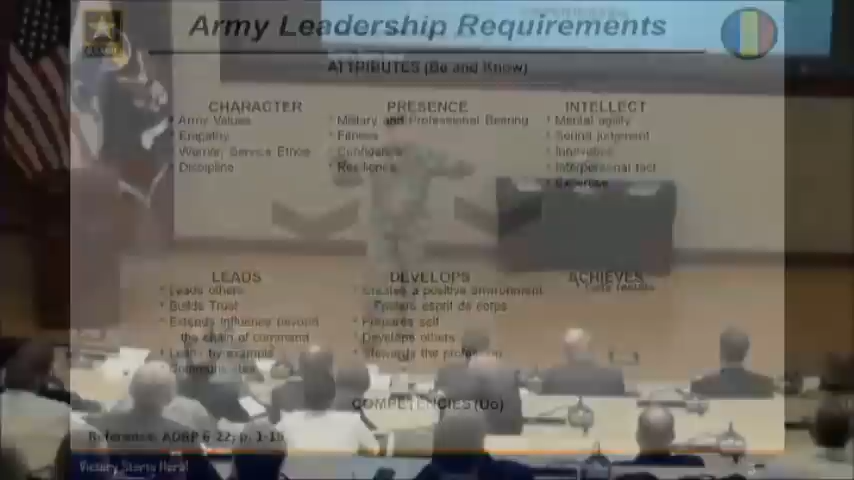 Army Leadership Requirements
ATTRIBUTES (Be and Know)
CHARACTER PRESENCE INTELLECT
• Army Values
• Empathy
• Warrior, Service Ethos
• Discipline
• Military and Professional Bearing
• Fitness
• Confidence
• Resilience
• Mental agility
• Sound judgment
• Innovation
• Interpersonal tact
• Expertise
LEADS DEVELOPS ACHIEVES
• Leads others
• Builds Trust
• Extends influence beyond
the chain of command
• Leads by example
• Communicates
• Creates a positive environment
Fosters esprit de corps
• Prepares self
• Develops others
• Stewards the profession
• Gets results
COMPETENCIES (Do)
Reference: ADRP 6-22; p. 1-15
Victory Starts Here!